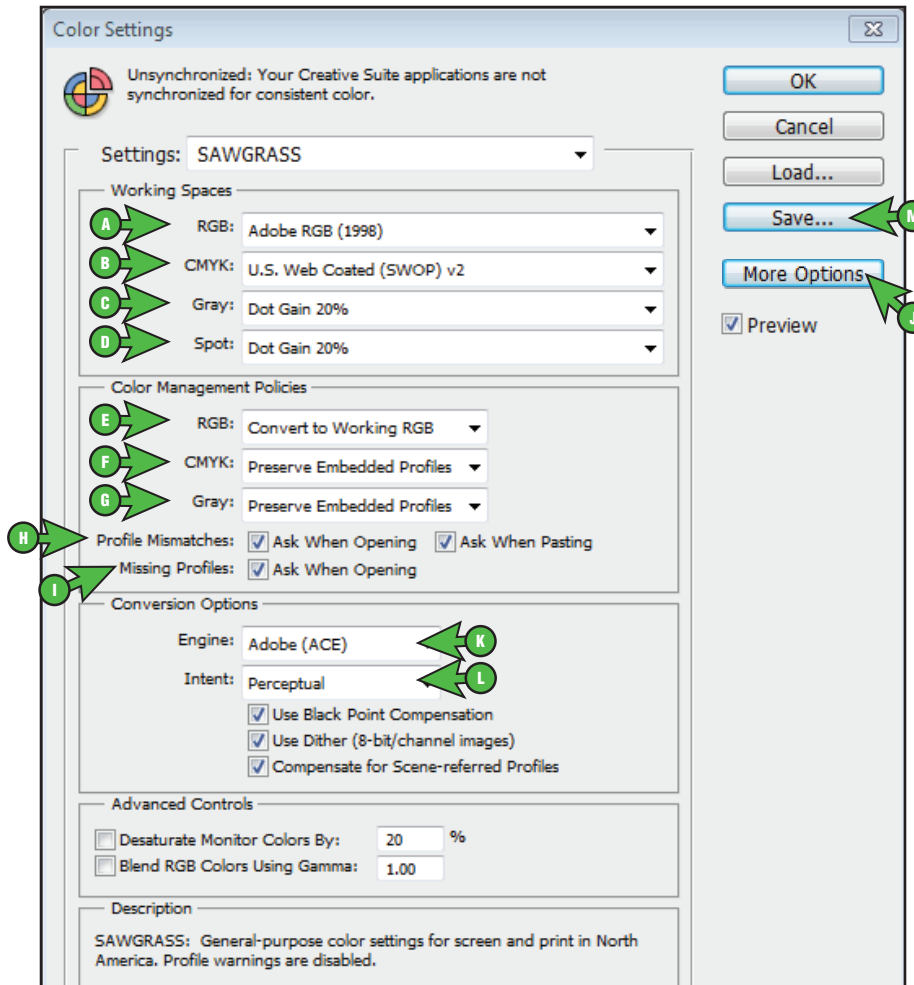 Color Settings
Unsynchronized: Your Creative Suite applications are not
synchronized for consistent color.
OK
Cancel
Load...
Save...
M
More Options
J
Preview
Settings: SAWGRASS
Working Spaces
A RGB: Adobe RGB (1998)
B CMYK: U.S. Web Coated (SWOP) v2
C Gray: Dot Gain 20%
D Spot: Dot Gain 20%
Color Management Policies
E RGB: Convert to Working RGB
F CMYK: Preserve Embedded Profiles
G Gray: Preserve Embedded Profiles
H Profile Mismatches: Ask When Opening Ask When Pasting
I Missing Profiles: Ask When Opening
Conversion Options
Engine: Adobe (ACE) K
Intent: Perceptual L
Use Black Point Compensation
Use Dither (8-bit/channel images)
Compensate for Scene-referred Profiles
Advanced Controls
Desaturate Monitor Colors By: 20 %
Blend RGB Colors Using Gamma: 1.00
Description
SAWGRASS: General-purpose color settings for screen and print in North
America. Profile warnings are disabled.